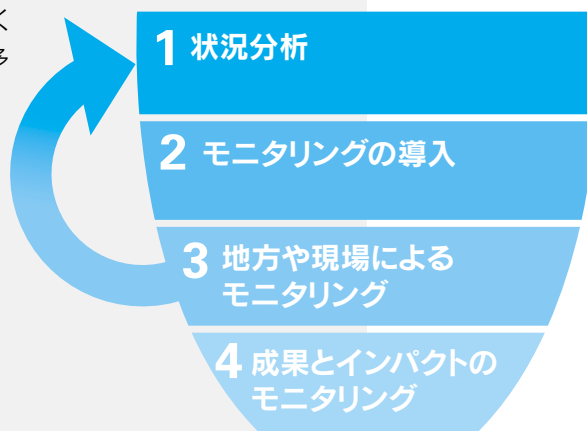 く
1 状況分析
2 モニタリングの導入
3 地方や現場による
モニタリング
4 成果とインパクトの
モニタリング